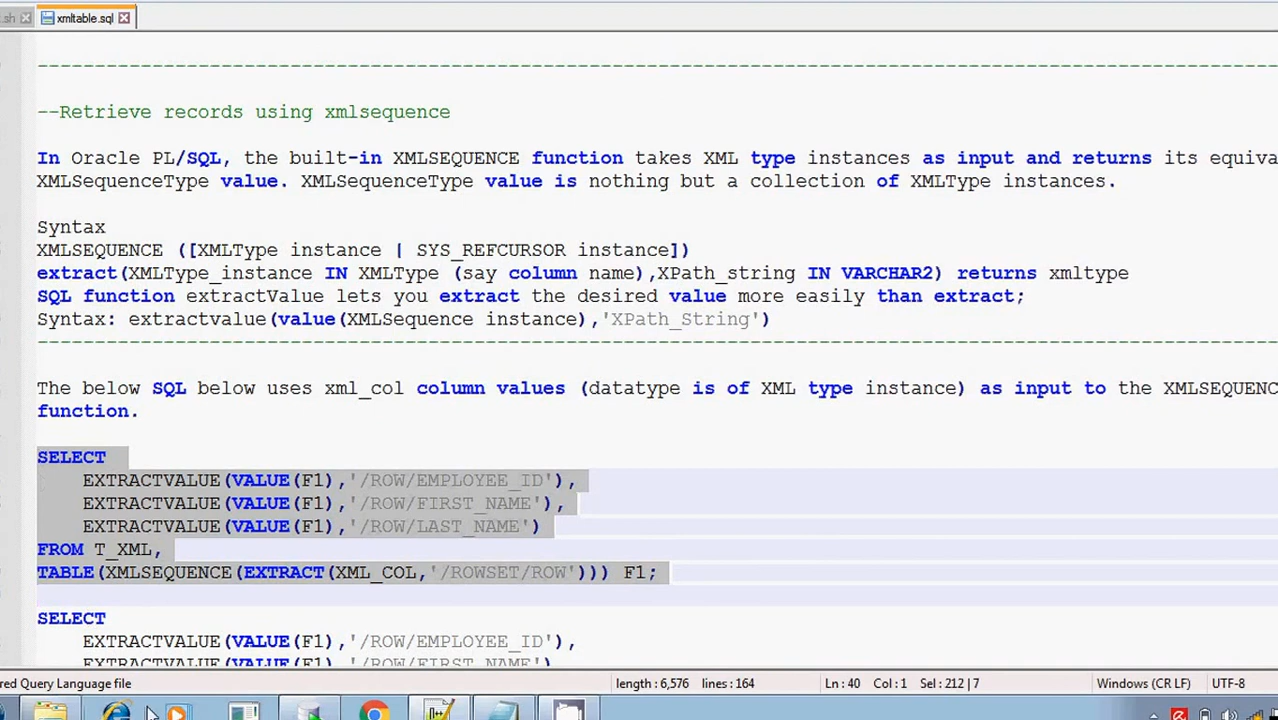 .sh xmltable.sql
--Retrieve records using xmlsequence
In Oracle PL/SQL, the built-in XMLSEQUENCE function takes XML type instances as input and returns its equiva
XMLSequenceType value. XMLSequenceType value is nothing but a collection of XMLType instances.
Syntax
XMLSEQUENCE ([XMLType instance | SYS_REFCURSOR instance])
extract(XMLType_instance IN XMLType (say column name),XPath_string IN VARCHAR2) returns xmltype
SQL function extractValue lets you extract the desired value more easily than extract;
Syntax: extractvalue(value(XMLSequence instance),'XPath_String')
The below SQL below uses xml_col column values (datatype is of XML type instance) as input to the XMLSEQUENC
function.
SELECT
EXTRACTVALUE(VALUE(F1),'/ROW/EMPLOYEE_ID'),
EXTRACTVALUE(VALUE(F1),'/ROW/FIRST_NAME'),
EXTRACTVALUE(VALUE(F1),'/ROW/LAST_NAME')
FROM T_XML,
TABLE(XMLSEQUENCE(EXTRACT(XML_COL,'/ROWSET/ROW'))) F1;
SELECT
EXTRACTVALUE(VALUE(F1),'/ROW/EMPLOYEE_ID'),
EXTRACTVALUE(VALUE(F1),'/ROW/FIRST_NAME')
red Query Language file length : 6,576 lines : 164 Ln : 40 Col : 1 Sel : 212 | 7 Windows (CR LF) UTF-8